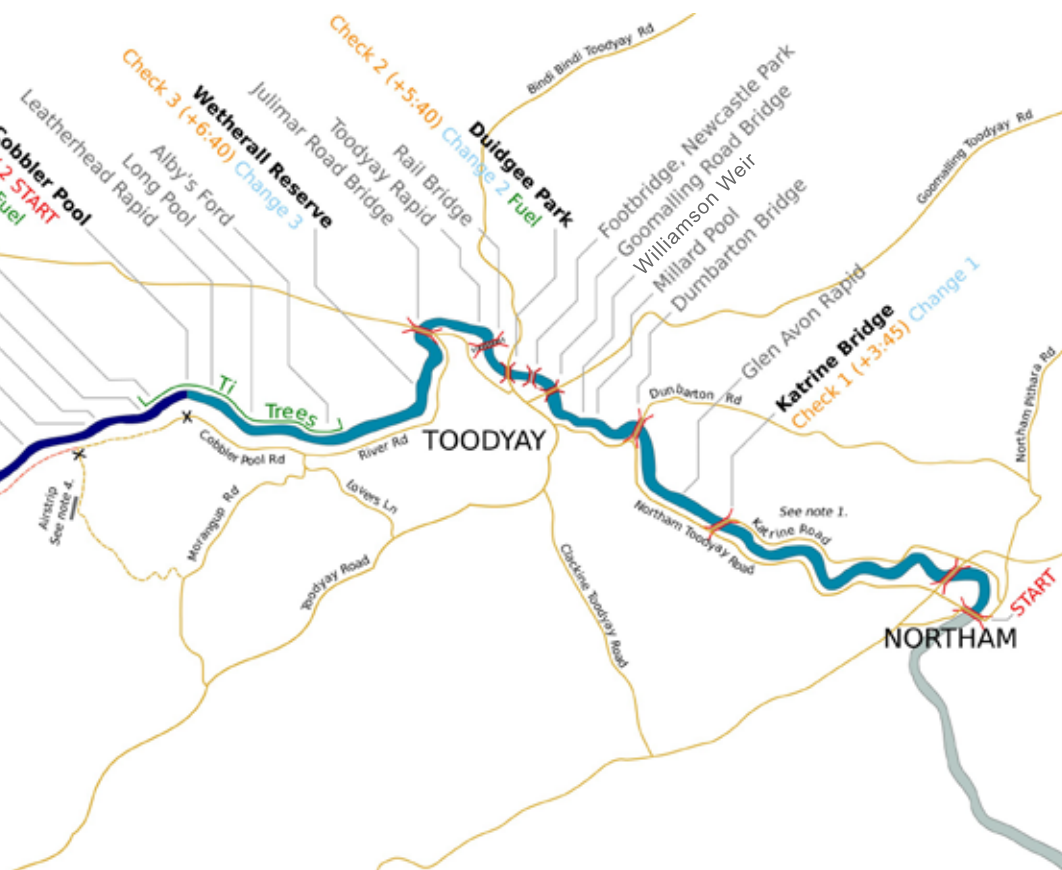 Cobbler Pool
2 START
Fuel
Leatherhead Rapid
Long Pool
Alby's Ford
Check 3 (+6:40) Change 3
Wetherall Reserve
Julimar Road Bridge
Toodyay Rapid
Rail Bridge
Check 2 (+5:40) Change 2 Fuel
Duidgee Park
Footbridge, Newcastle Park
Goomalling Road Bridge
Williamson Weir
Millard Pool
Dumbarton Bridge
Glen Avon Rapid
Katrine Bridge Change 1
Check 1 (+3:45)
Bindi Bindi Toodyay Rd
Goomalling Toodyay Rd
Northam Pithara Rd
Dunbarton Rd
Ti Trees
TOODYAY
Cobbler Pool Rd
River Rd
Lovers Ln
Morangup Rd
Toodyay Road
Airstrip
See note 4.
Clackine Toodyay Road
Northam Toodyay Road
See note 1.
Katrine Road
START
NORTHAM